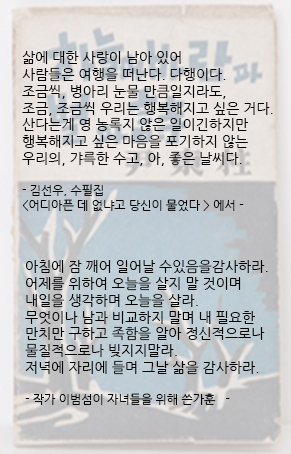 삶에 대한 사랑이 남아 있어
사람들은 여행을 떠난다. 다행이다.
조금씩, 병아리 눈물 만큼일지라도,
조금, 조금씩 우리는 행복해지고 싶은 거다.
산다는게 영 농록지 않은 일이긴하지만
행복해지고 싶은 마음을 포기하지 않는
우리의, 갸륵한 수고, 아, 좋은 날씨다.
- 김선우, 수필집
<어디아픈 데 없냐고 당신이 물었다 > 에서 -
아침에 잠 깨어 일어날 수있음을감사하라.
어제를 위하여 오늘을 살지 말 것이며
내일을 생각하며 오늘을 살라.
무엇이나 남과 비교하지 말며 내 필요한
만치만 구하고 족함을 알아 정신적으로나
물질적으로나 빚지지말라.
저녁에 자리에 들며 그날 삶을 감사하라.
- 작가 이범섬이 자녀들을 위해 쓴가훈 -